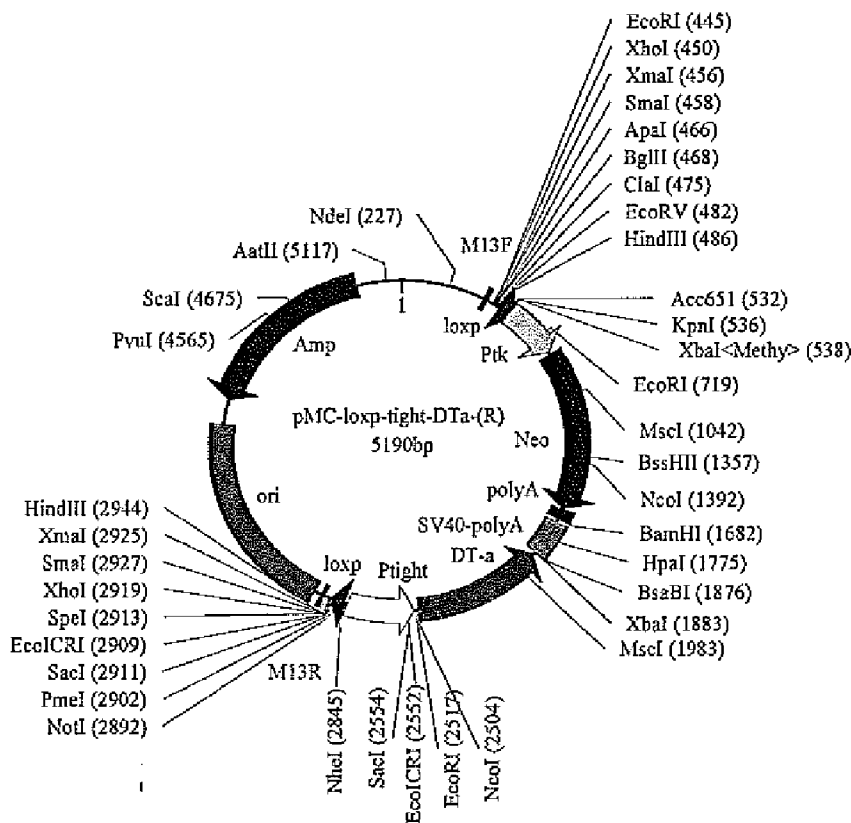 EcoRI (445)
XhoI (450)
XmaI (456)
SmaI (458)
ApaI (466)
BglII (468)
ClaI (475)
EcoRV (482)
HindIII (486)
NdeI (227)
M13F
AatII (5117)
1
ScaI (4675)
PvuI (4565)
Amp
loxp
Ptk
Acc651 (532)
KpnI (536)
XbaI<Methy> (538)
EcoRI (719)
pMC-loxp-tight-DTa-(R)
5190bp
Neo
MscI (1042)
BssHII (1357)
NcoI (1392)
polyA
SV40-polyA
DT-a
BamHI (1682)
HpaI (1775)
BsaBI (1876)
XbaI (1883)
MscI (1983)
ori
loxp
Ptight
HindIII (2944)
XmaI (2925)
SmaI (2927)
XhoI (2919)
SpeI (2913)
EcoICRI (2909)
SacI (2911)
PmeI (2902)
NotI (2892)
M13R
NheI (2845)
SacI (2554)
EcoICRI (2552)
EcoRI (2517)
NcoI (2504)